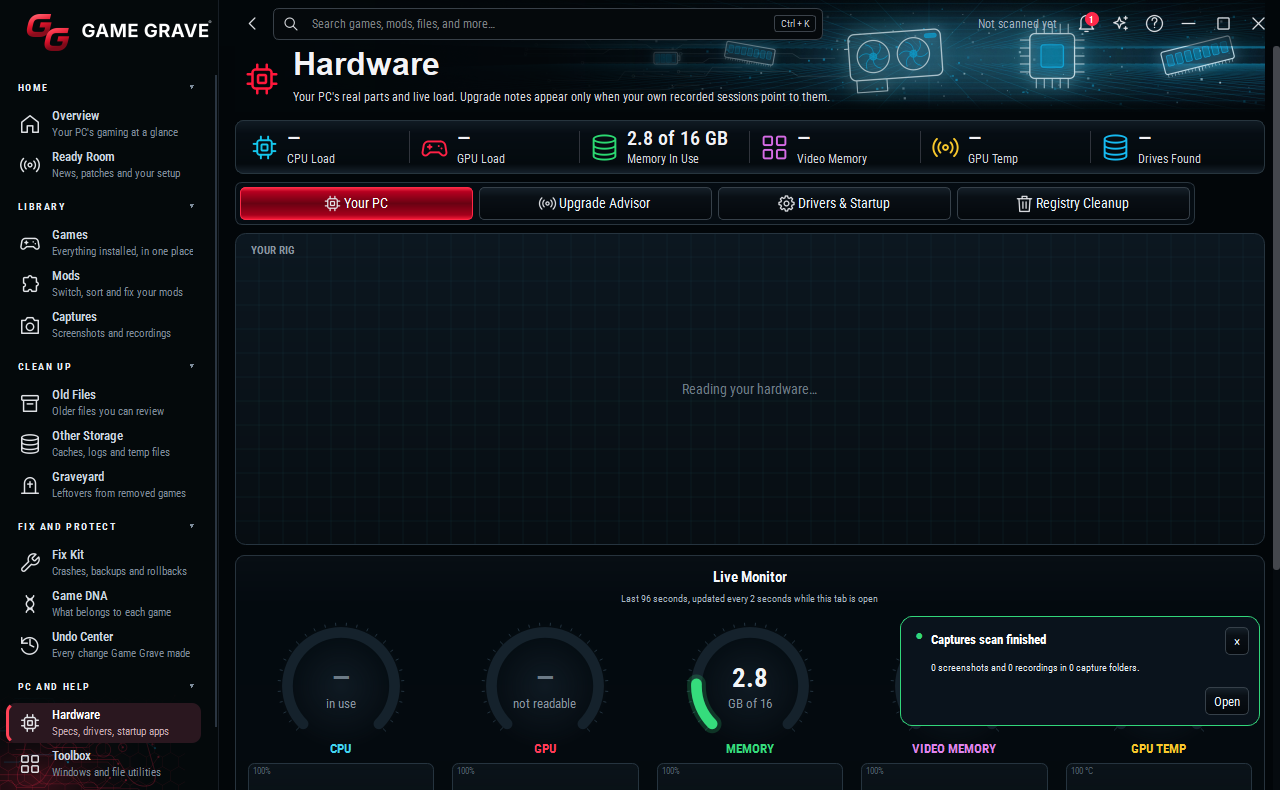 GAME GRAVE
Search games, mods, files, and more...
Ctrl + K
Not scanned yet
1
HOME
Overview
Your PC's gaming at a glance
Ready Room
News, patches and your setup
LIBRARY
Games
Everything installed, in one place
Mods
Switch, sort and fix your mods
Captures
Screenshots and recordings
CLEAN UP
Old Files
Older files you can review
Other Storage
Caches, logs and temp files
Graveyard
Leftovers from removed games
FIX AND PROTECT
Fix Kit
Crashes, backups and rollbacks
Game DNA
What belongs to each game
Undo Center
Every change Game Grave made
PC AND HELP
Hardware
Specs, drivers, startup apps
Toolbox
Windows and file utilities
Hardware
Your PC's real parts and live load. Upgrade notes appear only when your own recorded sessions point to them.
—
CPU Load
—
GPU Load
2.8 of 16 GB
Memory In Use
—
Video Memory
—
GPU Temp
—
Drives Found
Your PC
Upgrade Advisor
Drivers & Startup
Registry Cleanup
YOUR RIG
Reading your hardware...
Live Monitor
Last 96 seconds, updated every 2 seconds while this tab is open
—
in use
CPU
—
not readable
GPU
2.8
GB of 16
MEMORY
VIDEO MEMORY
GPU TEMP
Captures scan finished
x
0 screenshots and 0 recordings in 0 capture folders.
Open
100%
100%
100%
100%
100 °C